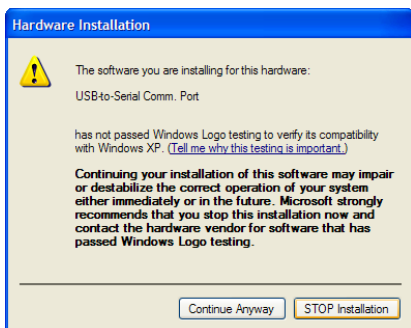 Hardware Installation
The software you are installing for this hardware:
USB-to-Serial Comm. Port
has not passed Windows Logo testing to verify its compatibility
with Windows XP. (Tell me why this testing is important.)
Continuing your installation of this software may impair
or destabilize the correct operation of your system
either immediately or in the future. Microsoft strongly
recommends that you stop this installation now and
contact the hardware vendor for software that has
passed Windows Logo testing.
Continue Anyway
STOP Installation